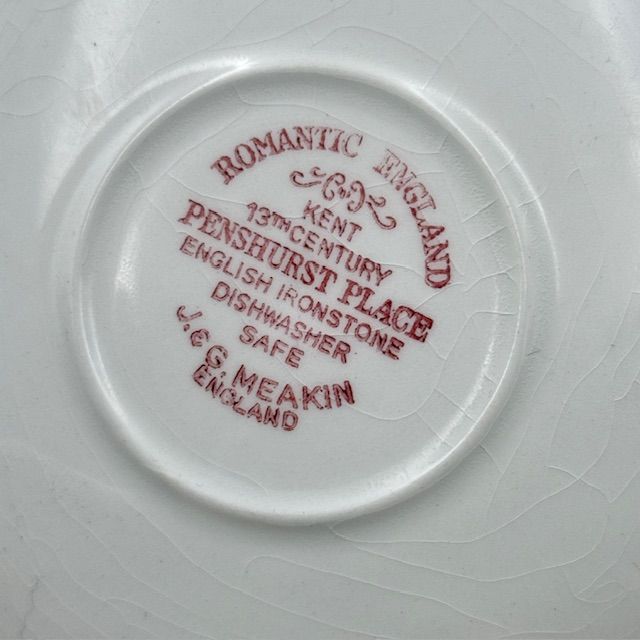 ROMANTIC ENGLAND
KENT
13TH CENTURY
PENSHURST PLACE
ENGLISH IRONSTONE
DISHWASHER
SAFE
J. & G. MEAKIN
ENGLAND